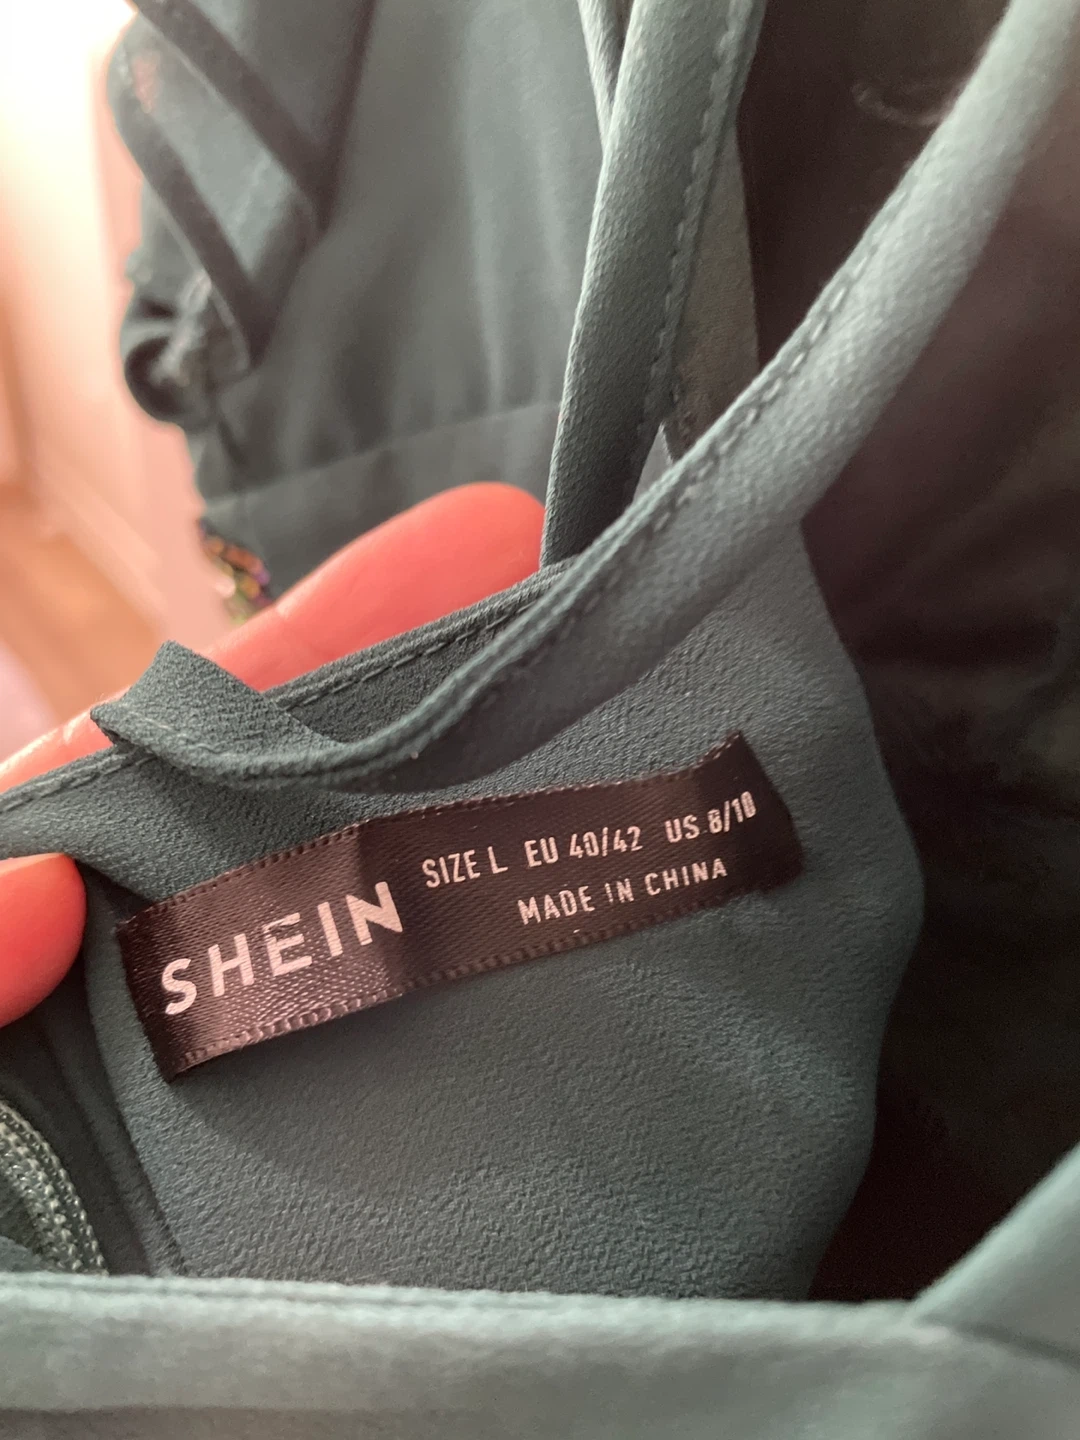 SHEIN
SIZE L EU 40/42 US 8/10
MADE IN CHINA